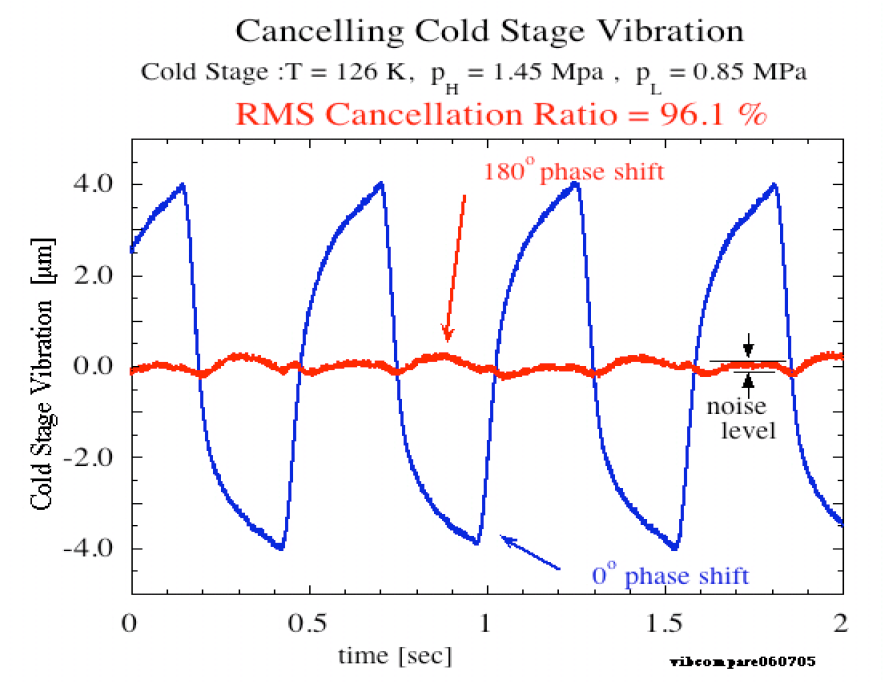 Cancelling Cold Stage Vibration
Cold Stage :T = 126 K, p_H = 1.45 Mpa , p_L = 0.85 MPa
RMS Cancellation Ratio = 96.1 %
180° phase shift
4.0
2.0
0.0
-2.0
-4.0
Cold Stage Vibration [µm]
noise
level
0° phase shift
0
0.5
1
1.5
2
time [sec]
vibcompare060705